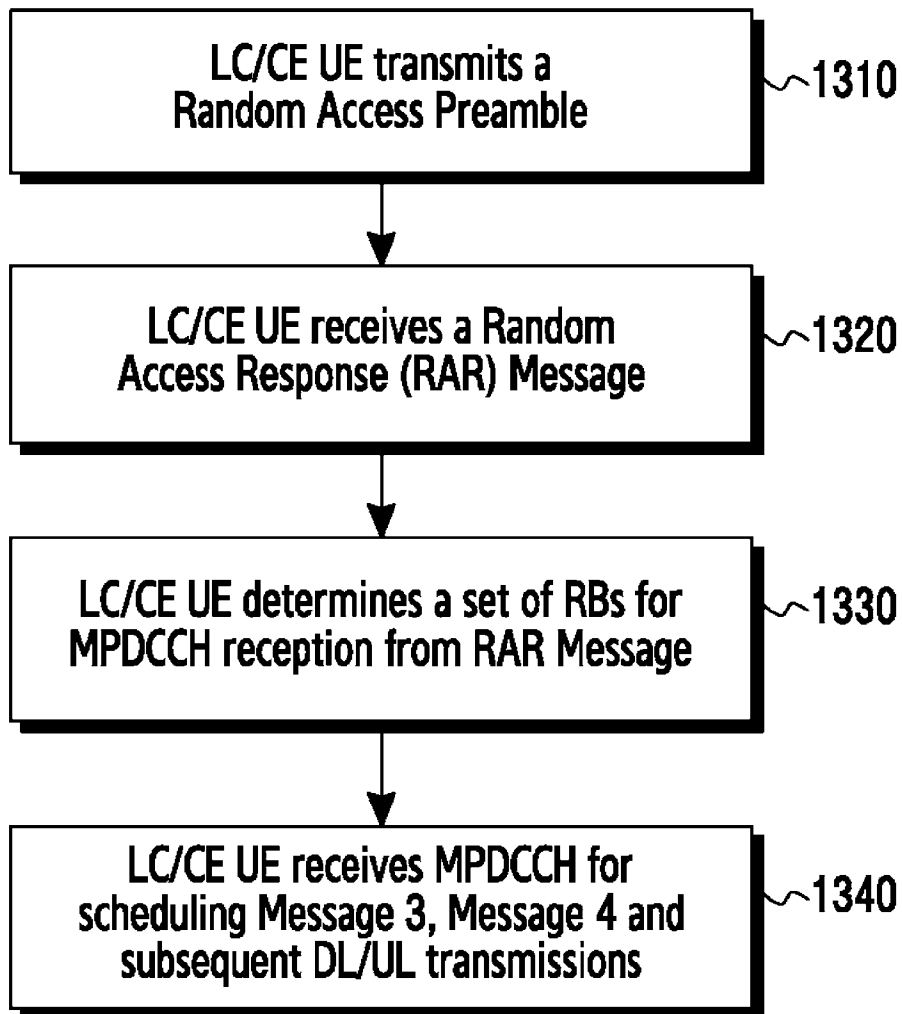 LC/CE UE transmits a
Random Access Preamble
1310
LC/CE UE receives a Random
Access Response (RAR) Message
1320
LC/CE UE determines a set of RBs for
MPDCCH reception from RAR Message
1330
LC/CE UE receives MPDCCH for
scheduling Message 3, Message 4 and
subsequent DL/UL transmissions
1340